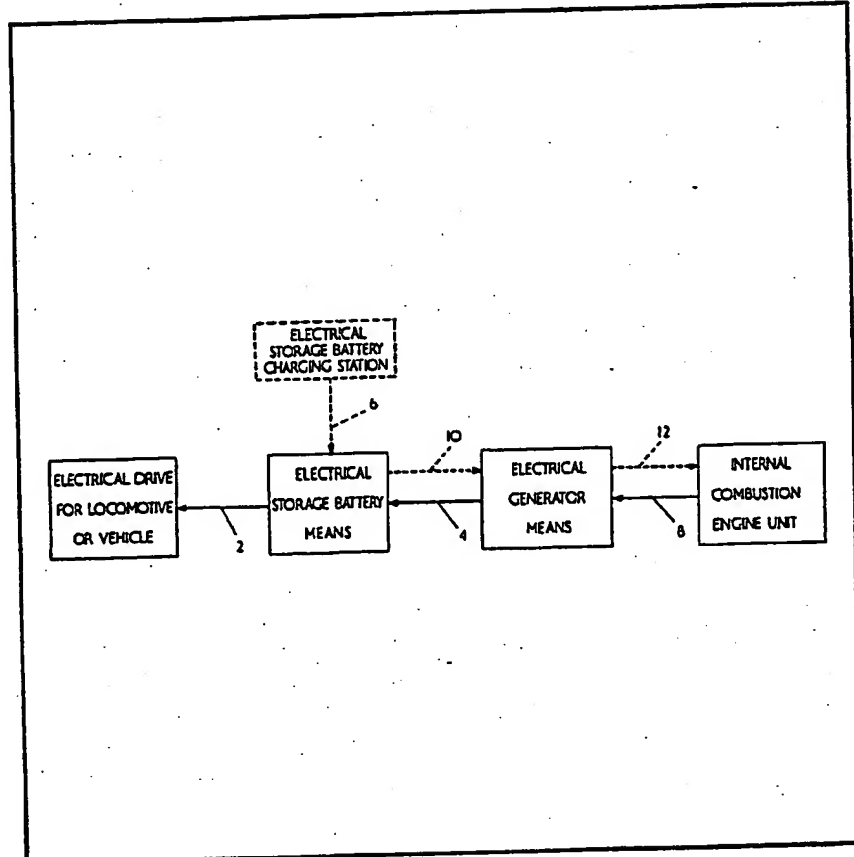 ELECTRICAL
STORAGE BATTERY
CHARGING STATION
6
10
12
ELECTRICAL DRIVE
FOR LOCOMOTIVE
OR VEHICLE
2
ELECTRICAL
STORAGE BATTERY
MEANS
4
ELECTRICAL
GENERATOR
MEANS
8
INTERNAL
COMBUSTION
ENGINE UNIT